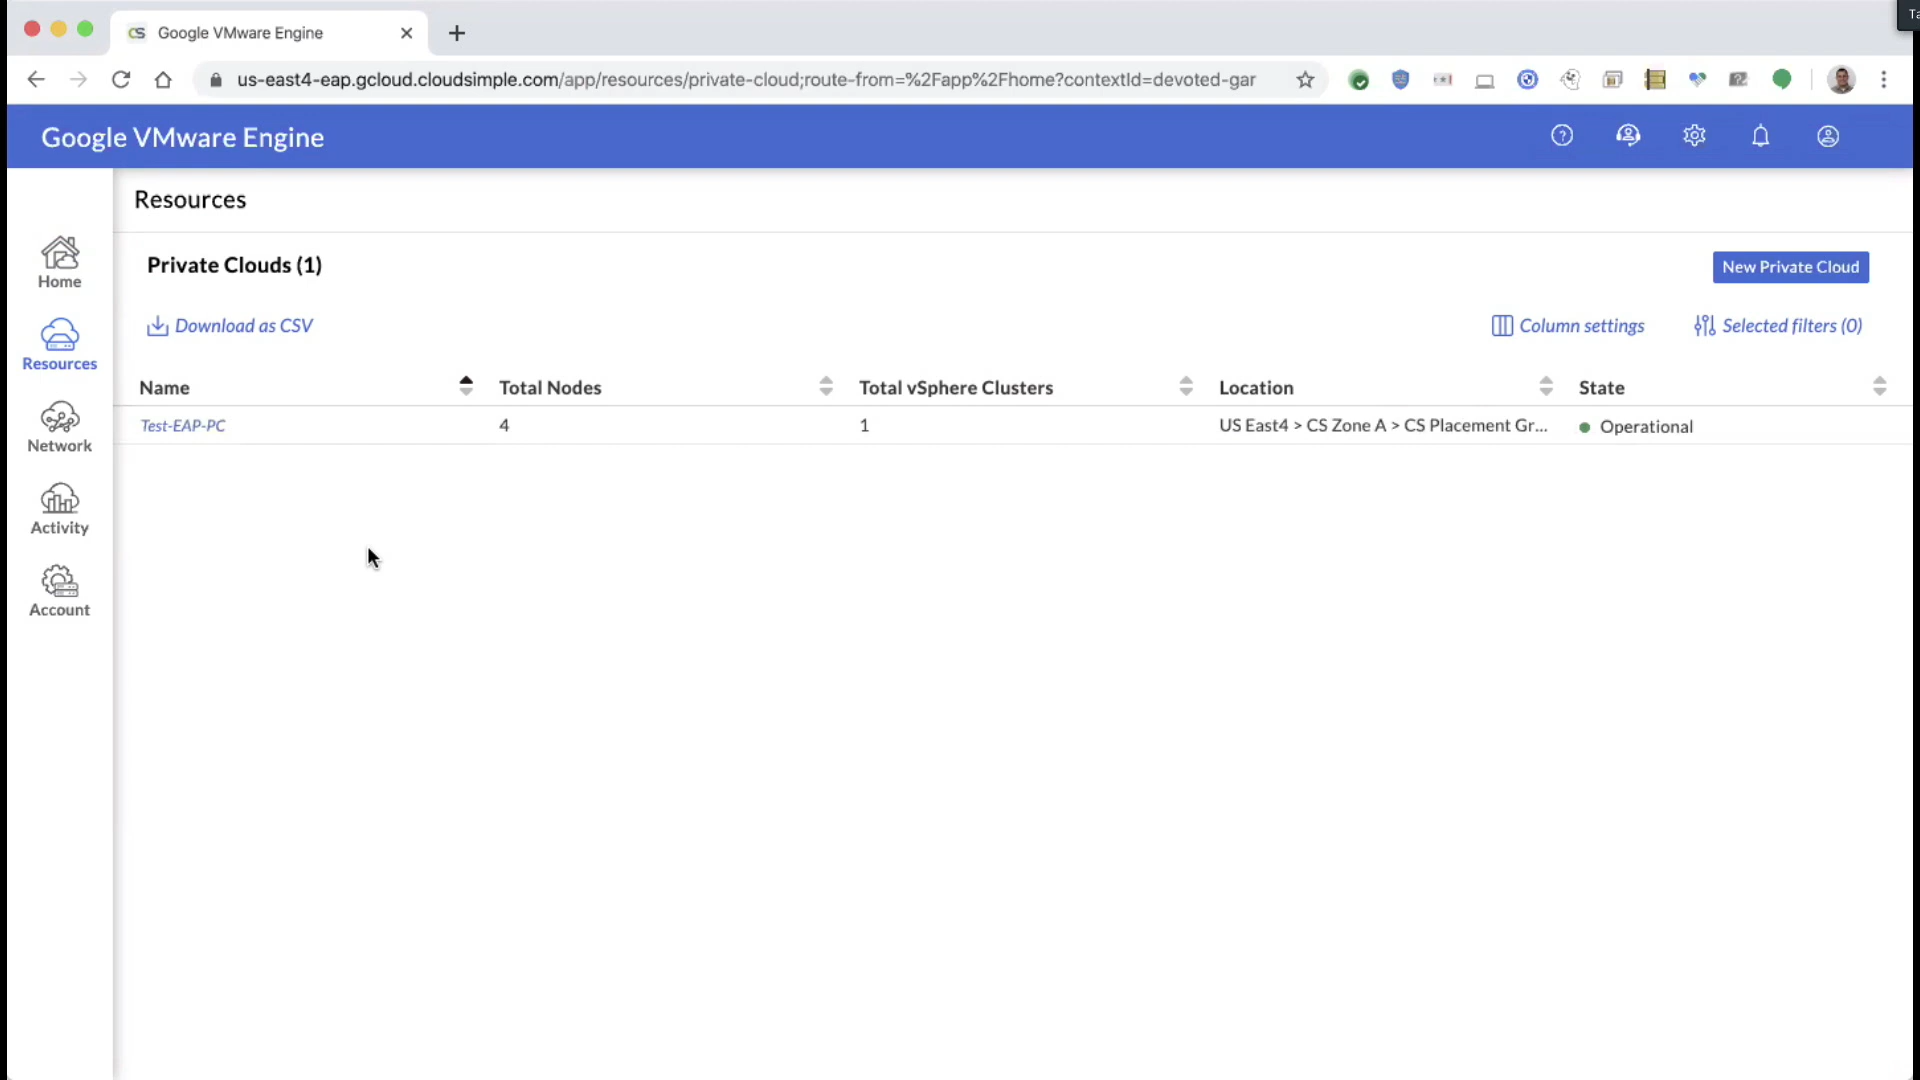 Ta
Google VMware Engine
us-east4-eap.gcloud.cloudsimple.com/app/resources/private-cloud;route-from=%2Fapp%2Fhome?contextId=devoted-gar
Google VMware Engine
Resources
Private Clouds (1)
New Private Cloud
Download as CSV
Column settings
Selected filters (0)
Name Total Nodes Total vSphere Clusters Location State
Test-EAP-PC 4 1 US East4 > CS Zone A > CS Placement Gr... Operational
Home
Resources
Network
Activity
Account